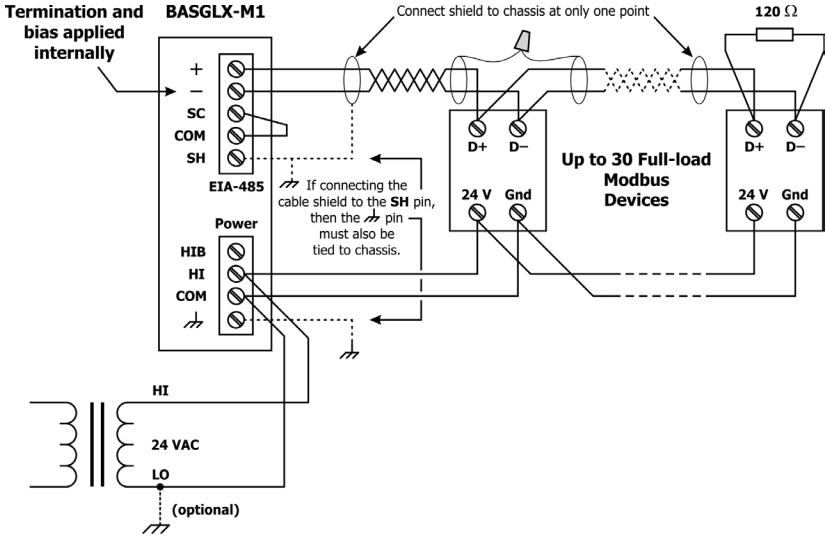 Termination and
bias applied
internally
BASGLX-M1
Connect shield to chassis at only one point
120 Ω
+
−
SC
COM
SH
EIA-485
D+ D−
Up to 30 Full-load
Modbus
Devices
D+ D−
If connecting the
cable shield to the SH pin,
then the pin
must also be
tied to chassis.
24 V Gnd
24 V Gnd
Power
HIB
HI
COM
HI
24 VAC
LO
(optional)